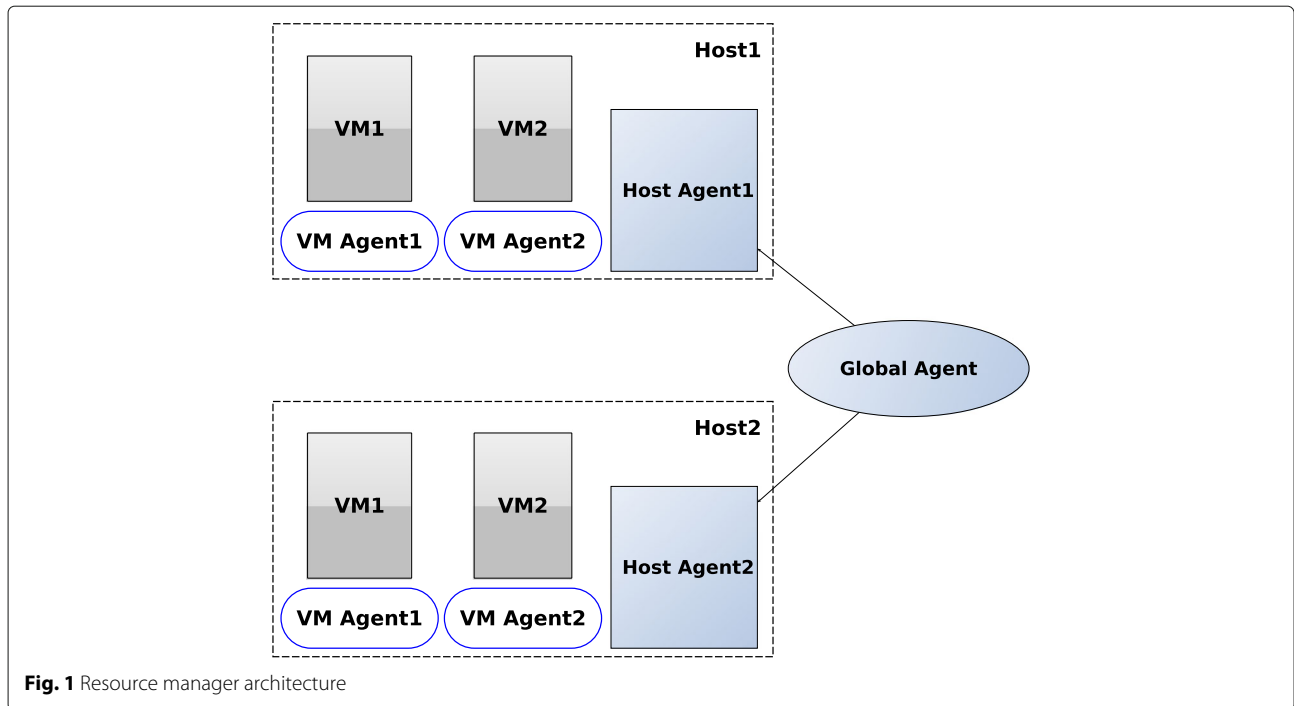 Host1
VM1
VM2
Host Agent1
VM Agent1
VM Agent2
Global Agent
Host2
VM1
VM2
Host Agent2
VM Agent1
VM Agent2
Fig. 1 Resource manager architecture